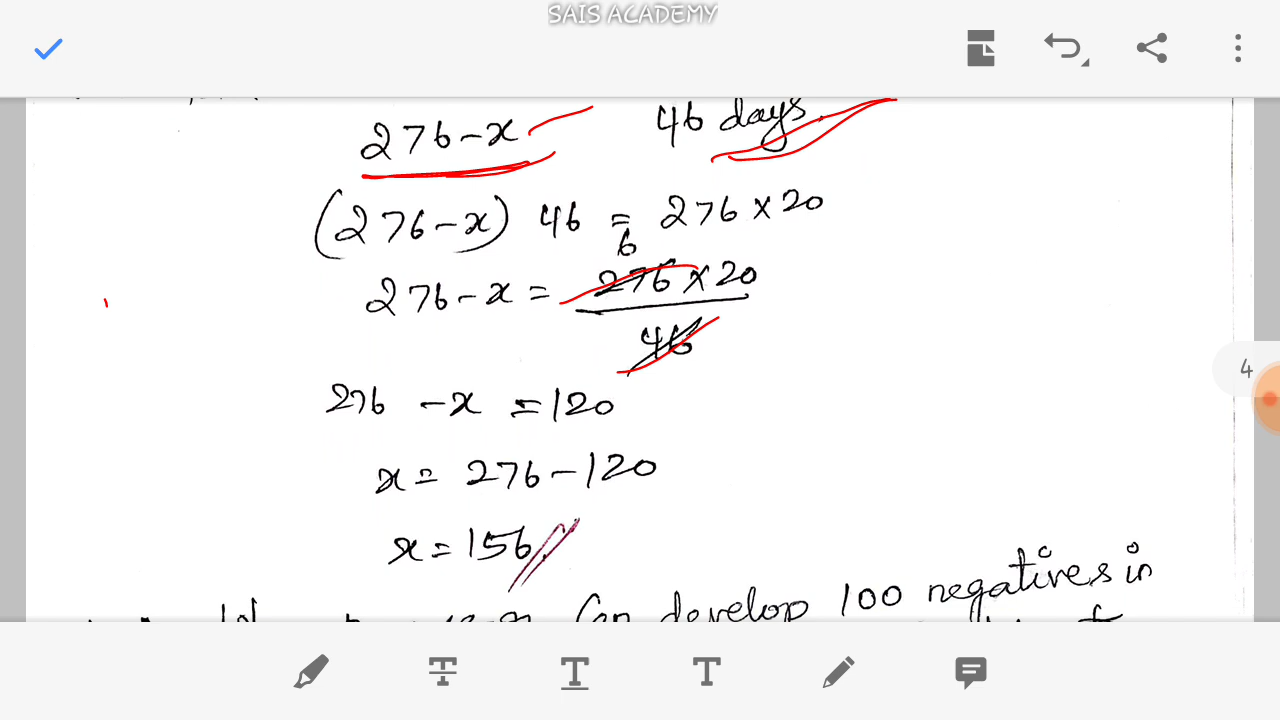 SAIS ACADEMY
276-x 46 days.
(276-x) 46 = 276×20
6
276-x = 276×20
46
4
276 -x =120
x= 276-120
x=156
Can develop 100 negatives in